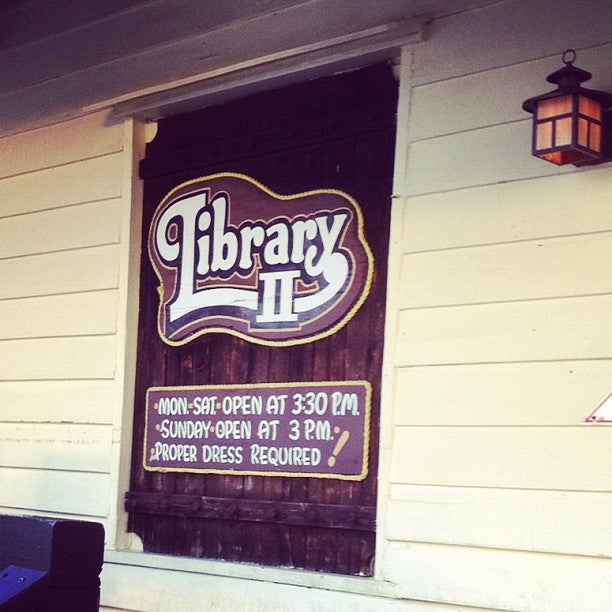 Library
II
•MON.-SAT. OPEN AT 3:30 P.M.
•SUNDAY•OPEN AT 3 P.M.
•PROPER DRESS REQUIRED!